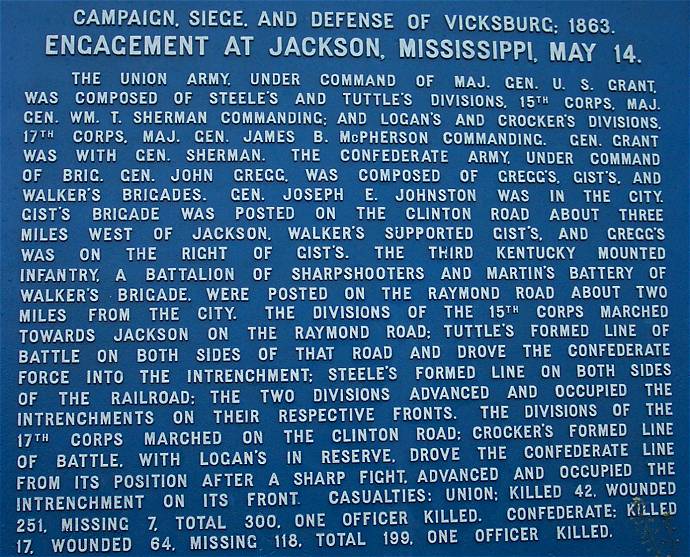 CAMPAIGN, SIEGE, AND DEFENSE OF VICKSBURG; 1863.
ENGAGEMENT AT JACKSON, MISSISSIPPI, MAY 14.
THE UNION ARMY, UNDER COMMAND OF MAJ. GEN. U. S. GRANT,
WAS COMPOSED OF STEELE'S AND TUTTLE'S DIVISIONS, 15TH CORPS, MAJ.
GEN. WM. T. SHERMAN COMMANDING; AND LOGAN'S AND CROCKER'S DIVISIONS,
17TH CORPS, MAJ. GEN. JAMES B. McPHERSON COMMANDING. GEN. GRANT
WAS WITH GEN. SHERMAN. THE CONFEDERATE ARMY, UNDER COMMAND
OF BRIG. GEN. JOHN GREGG, WAS COMPOSED OF GREGG'S, GIST'S, AND
WALKER'S BRIGADES. GEN. JOSEPH E. JOHNSTON WAS IN THE CITY.
GIST'S BRIGADE WAS POSTED ON THE CLINTON ROAD ABOUT THREE
MILES WEST OF JACKSON, WALKER'S SUPPORTED GIST'S, AND GREGG'S
WAS ON THE RIGHT OF GIST'S. THE THIRD KENTUCKY MOUNTED
INFANTRY, A BATTALION OF SHARPSHOOTERS AND MARTIN'S BATTERY OF
WALKER'S BRIGADE, WERE POSTED ON THE RAYMOND ROAD ABOUT TWO
MILES FROM THE CITY. THE DIVISIONS OF THE 15TH CORPS MARCHED
TOWARDS JACKSON ON THE RAYMOND ROAD; TUTTLE'S FORMED LINE OF
BATTLE ON BOTH SIDES OF THAT ROAD AND DROVE THE CONFEDERATE
FORCE INTO THE INTRENCHMENT; STEELE'S FORMED LINE ON BOTH SIDES
OF THE RAILROAD; THE TWO DIVISIONS ADVANCED AND OCCUPIED THE
INTRENCHMENTS ON THEIR RESPECTIVE FRONTS. THE DIVISIONS OF THE
17TH CORPS MARCHED ON THE CLINTON ROAD; CROCKER'S FORMED LINE
OF BATTLE, WITH LOGAN'S IN RESERVE, DROVE THE CONFEDERATE LINE
FROM ITS POSITION AFTER A SHARP FIGHT, ADVANCED AND OCCUPIED THE
INTRENCHMENT ON ITS FRONT. CASUALTIES: UNION; KILLED 42, WOUNDED
251, MISSING 7, TOTAL 300, ONE OFFICER KILLED. CONFEDERATE; KILLED
17, WOUNDED 64, MISSING 118, TOTAL 199, ONE OFFICER KILLED.